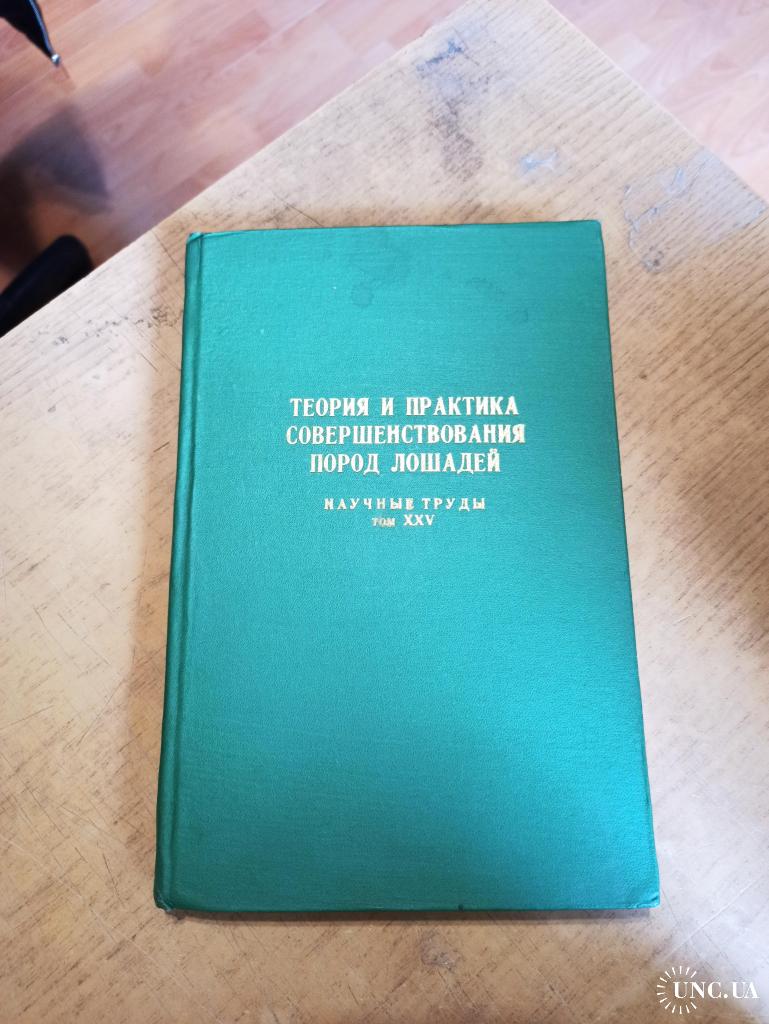 ТЕОРИЯ И ПРАКТИКА
СОВЕРШЕНСТВОВАНИЯ
ПОРОД ЛОШАДЕЙ
НАУЧНЫЕ ТРУДЫ
ТОМ XXV
UNC.UA